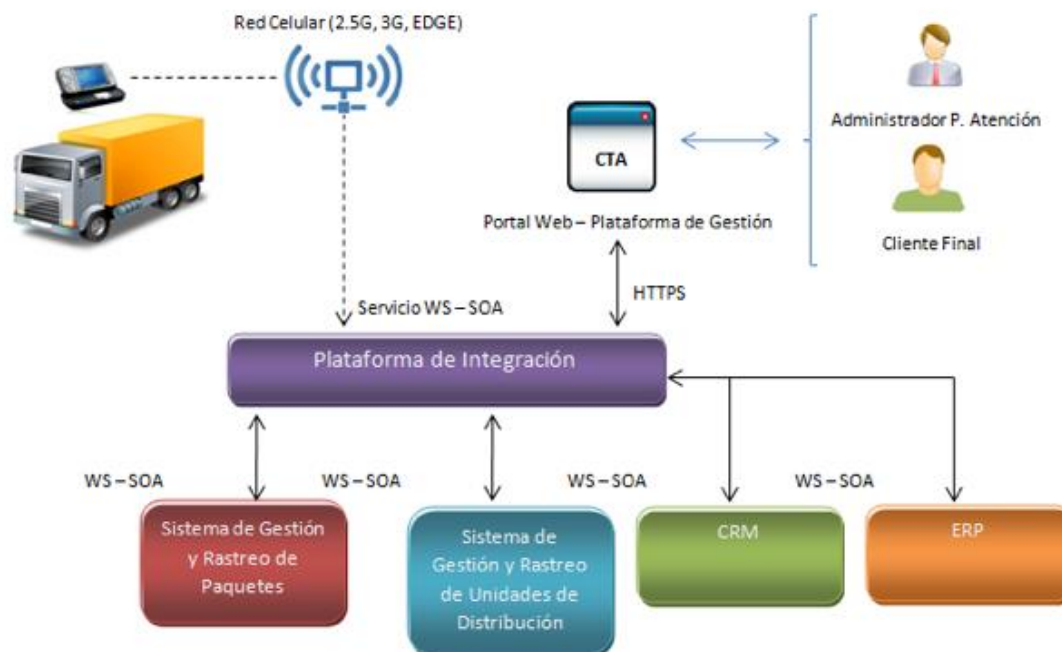 Red Celular (2.5G, 3G, EDGE)
CTA
Administrador P. Atención
Portal Web – Plataforma de Gestión
Cliente Final
HTTPS
Servicio WS – SOA
Plataforma de Integración
WS – SOA
WS – SOA
WS – SOA
WS – SOA
Sistema de Gestión
y Rastreo de
Paquetes
Sistema de
Gestión y Rastreo
de Unidades de
Distribución
CRM
ERP